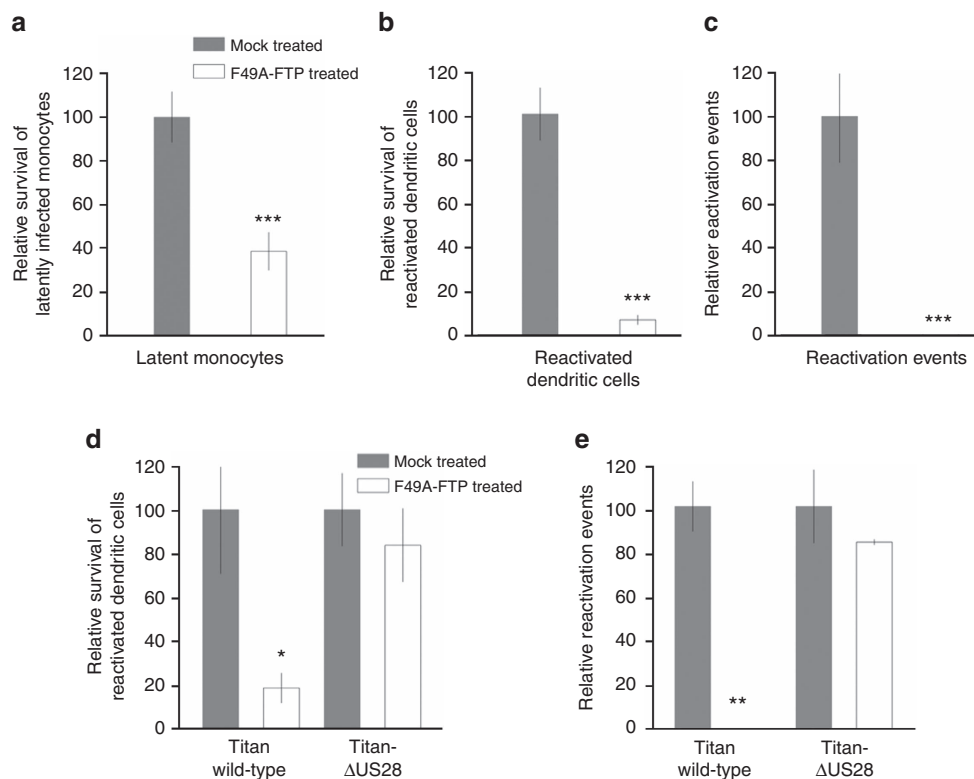 a
Mock treated
F49A-FTP treated
Relative survival of
latently infected monocytes
120
100
80
60
40
20
0
***
Latent monocytes
b
Relative survival of
reactivated dendritic cells
120
100
80
60
40
20
0
***
Reactivated
dendritic cells
c
Relativer eactivation events
120
100
80
60
40
20
0
***
Reactivation events
d
Mock treated
F49A-FTP treated
Relative survival of
reactivated dendritic cells
120
100
80
60
40
20
0
*
Titan
wild-type
Titan-
ΔUS28
e
Relative reactivation events
120
100
80
60
40
20
0
**
Titan
wild-type
Titan-
ΔUS28